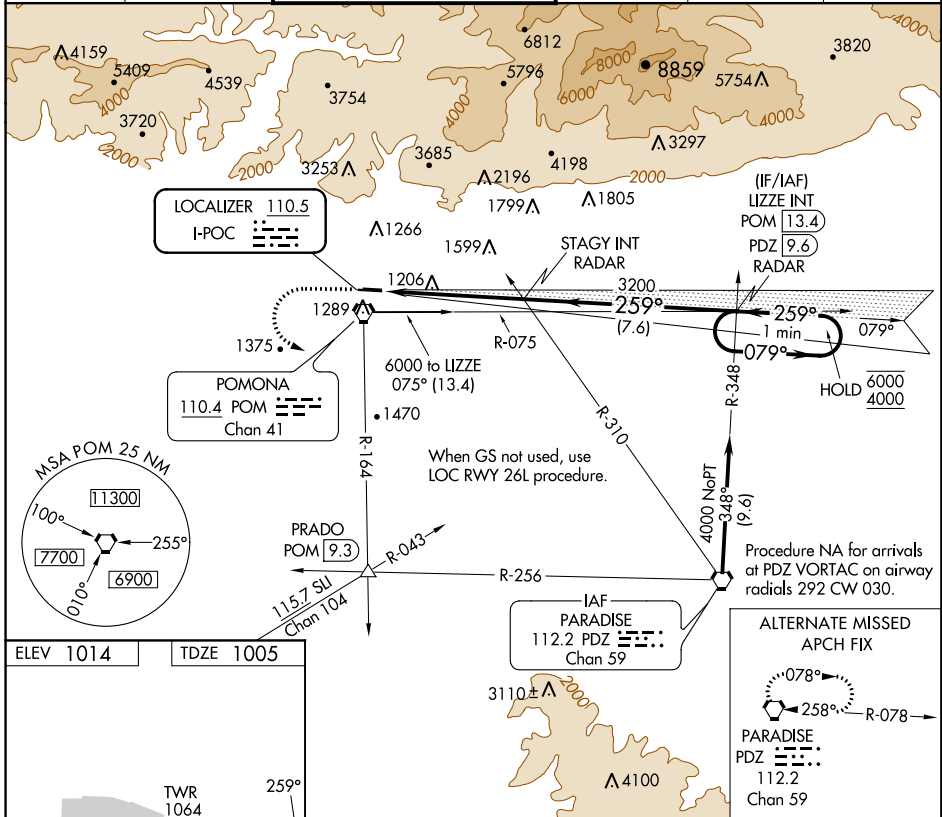 4159
5409
4539
4000
3720
2000
3754
2000
3253
6812
5796
4000
3685
8000
8859
6000
5754
3820
4000
4000
3297
4198
2000
2196
1799
1805
LOCALIZER 110.5
I-POC
1266
1599
1206
STAGY INT
RADAR
(IF/IAF)
LIZZE INT
POM 13.4
PDZ 9.6
RADAR
3200
259°
(7.6)
259°
1 min
079°
079°
1289
R-075
1375
6000 to LIZZE
075° (13.4)
HOLD 6000
4000
POMONA
110.4 POM
Chan 41
1470
R-164
R-310
R-348
When GS not used, use
LOC RWY 26L procedure.
4000 NoPT
348°
(9.6)
MSA POM 25 NM
11300
100°
255°
7700
6900
010°
PRADO
POM 9.3
R-043
R-256
115.7 SLI
Chan 104
Procedure NA for arrivals
at PDZ VORTAC on airway
radials 292 CW 030.
IAF
PARADISE
112.2 PDZ
Chan 59
ALTERNATE MISSED
APCH FIX
078°
258°
R-078
PARADISE
PDZ
112.2
Chan 59
ELEV 1014
TDZE 1005
3110±
2000
4100
TWR
1064
259°